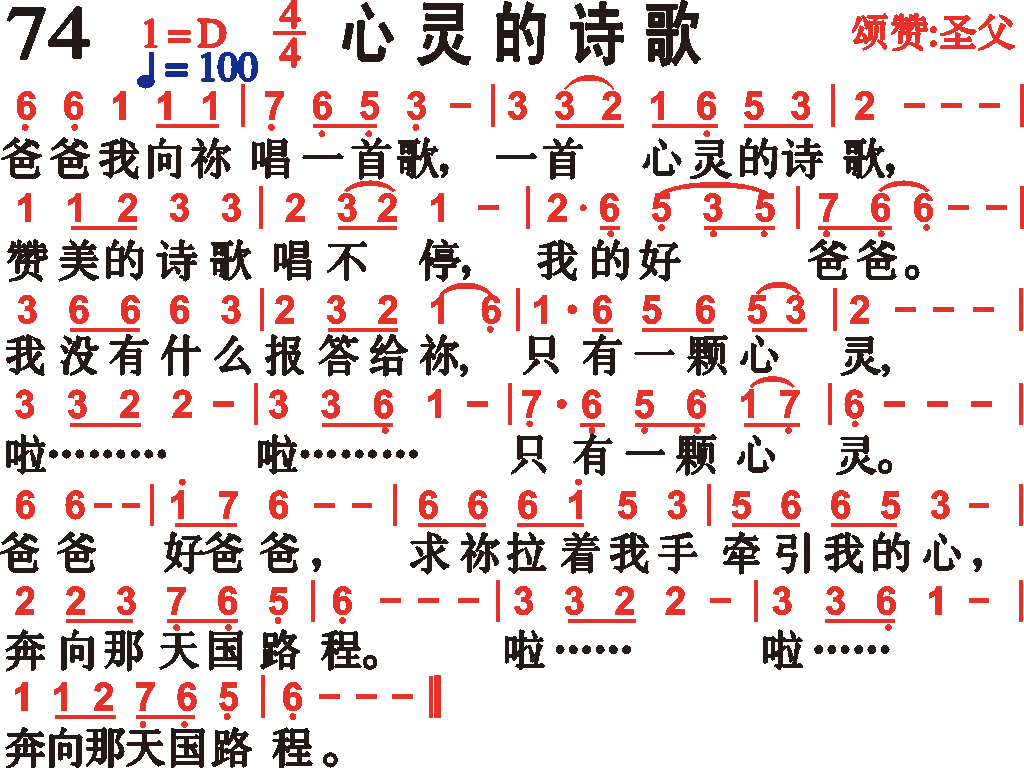 74 1=D 4/4 心灵的诗歌 颂赞:圣父
♩=100
6 6 1 1 1 | 7 6 5 3 - | 3 3 2 1 6 5 3 | 2 - - - |
爸爸我向祢 唱一首歌, 一首 心灵的诗歌,
1 1 2 3 3 | 2 3 2 1 - | 2· 6 5 3 5 | 7 6 6 - - |
赞美的诗歌唱不 停, 我的好 爸爸。
3 6 6 6 3 | 2 3 2 1 6 | 1· 6 5 6 5 3 | 2 - - - |
我没有什么报答给祢, 只有一颗心 灵,
3 3 2 2 - | 3 3 6 1 - | 7· 6 5 6 1 7 | 6 - - - |
啦……… 啦……… 只有一颗心 灵。
6 6 - - | 1 7 6 - - | 6 6 6 1 5 3 | 5 6 6 5 3 - |
爸爸 好爸爸, 求祢拉着我手 牵引我的心,
2 2 3 7 6 5 | 6 - - - | 3 3 2 2 - | 3 3 6 1 - |
奔向那天国路 程。 啦…… 啦……
1 1 2 7 6 5 | 6 - - - ‖
奔向那天国路 程。